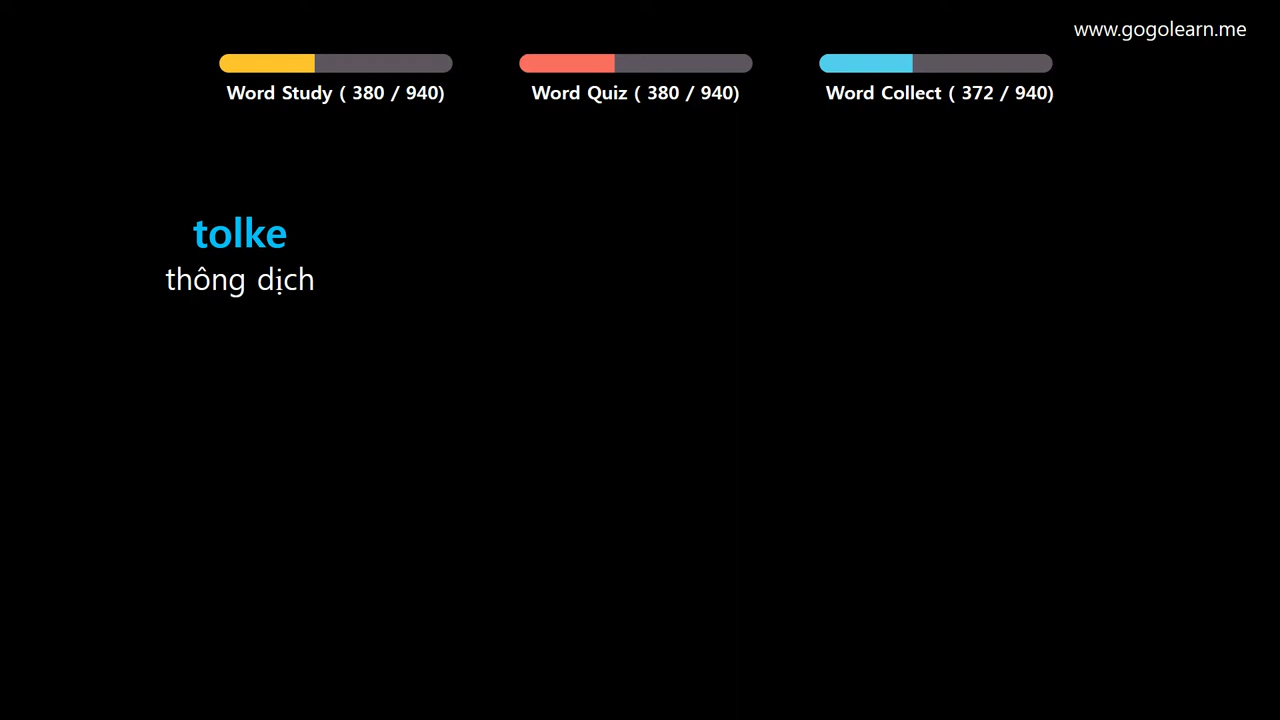 www.gogolearn.me
Word Study ( 380 / 940)
Word Quiz ( 380 / 940)
Word Collect ( 372 / 940)
tolke
thông dịch